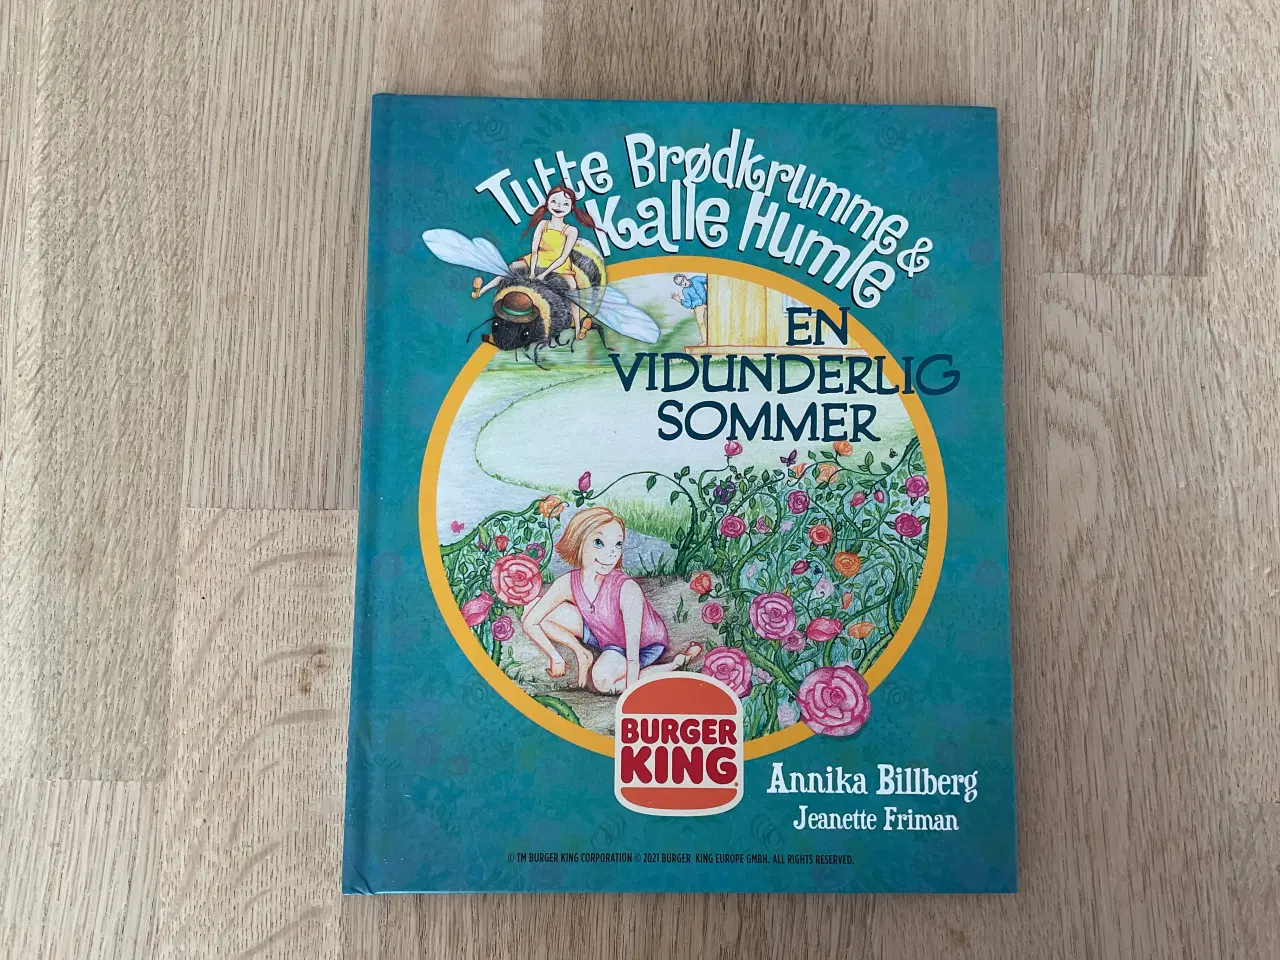 Tutte Brødkrumme &
Kalle Humle
EN
VIDUNDERLIG
SOMMER
BURGER
KING®
Annika Billberg
Jeanette Friman
© TM BURGER KING CORPORATION © 2021 BURGER KING EUROPE GMBH. ALL RIGHTS RESERVED.